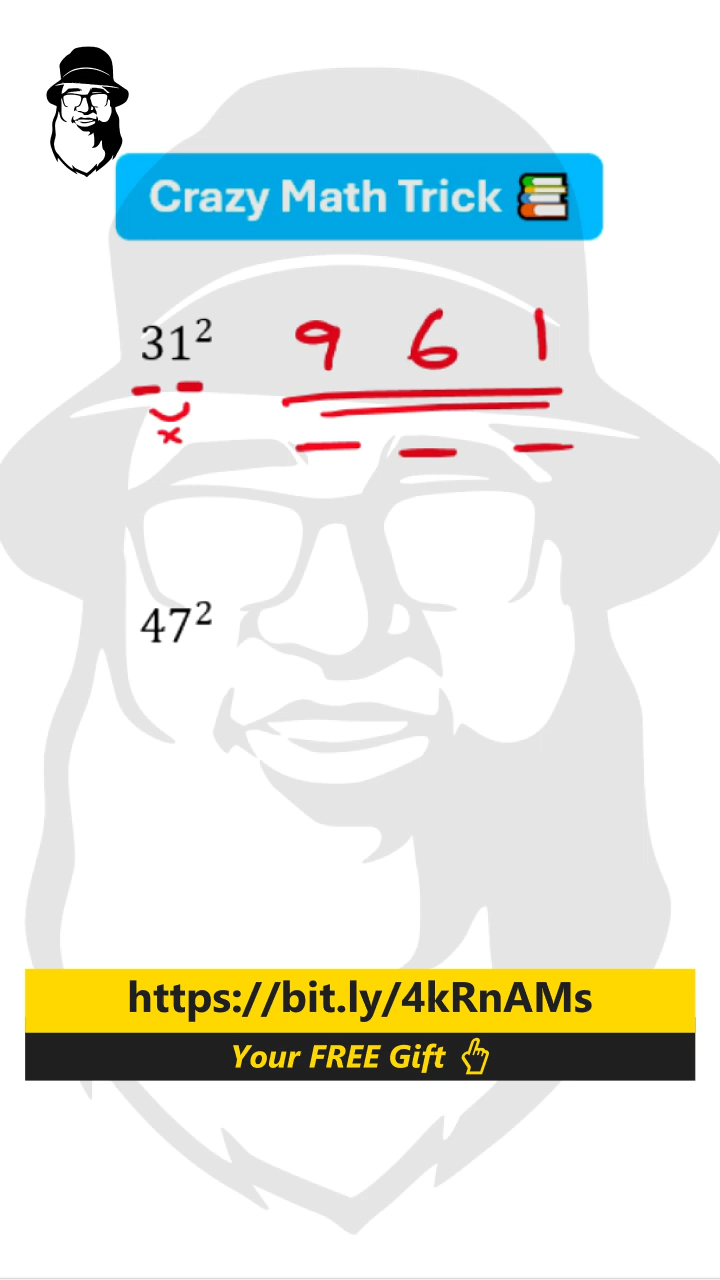 Crazy Math Trick 📚
31² 9 6 1
x
47²
https://bit.ly/4kRnAMs
Your FREE Gift